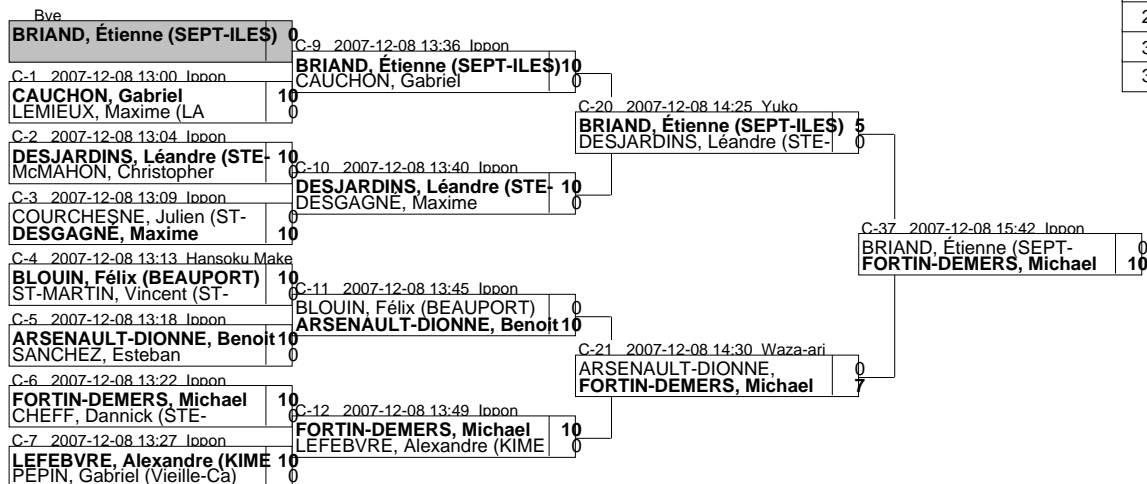 Bye
BRIAND, Étienne (SEPT-ILES) 0
C-1 2007-12-08 13:00 Ippon
CAUCHON, Gabriel 10
LEMIEUX, Maxime (LA 0
C-2 2007-12-08 13:04 Ippon
DESJARDINS, Léandre (STE- 10
McMAHON, Christopher 0
C-3 2007-12-08 13:09 Ippon
COURCHESNE, Julien (ST- 0
DESGAGNÉ, Maxime 10
C-4 2007-12-08 13:13 Hansoku Make
BLOUIN, Félix (BEAUPORT) 10
ST-MARTIN, Vincent (ST- 0
C-5 2007-12-08 13:18 Ippon
ARSENAULT-DIONNE, Benoit 10
SANCHEZ, Esteban 0
C-6 2007-12-08 13:22 Ippon
FORTIN-DEMERS, Michael 10
CHEFF, Dannick (STE- 0
C-7 2007-12-08 13:27 Ippon
LEFEBVRE, Alexandre (KIME 10
PÉPIN, Gabriel (Vieille-Ca) 0
C-9 2007-12-08 13:36 Ippon
BRIAND, Étienne (SEPT-ILES) 10
CAUCHON, Gabriel 0
C-10 2007-12-08 13:40 Ippon
DESJARDINS, Léandre (STE- 10
DESGAGNÉ, Maxime 0
C-11 2007-12-08 13:45 Ippon
BLOUIN, Félix (BEAUPORT) 0
ARSENAULT-DIONNE, Benoit 10
C-12 2007-12-08 13:49 Ippon
FORTIN-DEMERS, Michael 10
LEFEBVRE, Alexandre (KIME 0
C-20 2007-12-08 14:25 Yuko
BRIAND, Étienne (SEPT-ILES) 5
DESJARDINS, Léandre (STE- 0
C-21 2007-12-08 14:30 Waza-ari
ARSENAULT-DIONNE, 0
FORTIN-DEMERS, Michael 7
C-37 2007-12-08 15:42 Ippon
BRIAND, Étienne (SEPT- 0
FORTIN-DEMERS, Michael 10
2
3